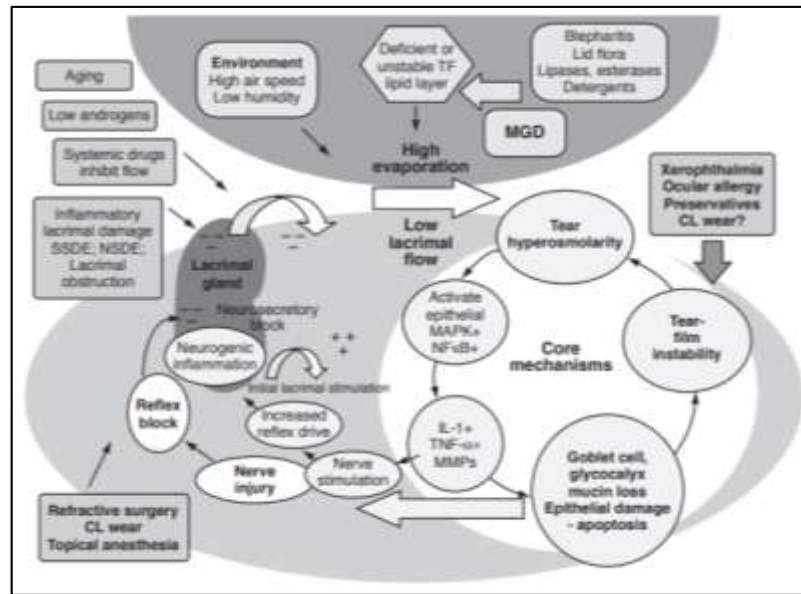 Environment
High air speed
Low humidity
Deficient or
unstable TF
lipid layer
Blepharitis
Lid flora
Lipases, esterases
Detergents
MGD
Aging
Low androgens
Systemic drugs
inhibit flow
Inflammatory
lacrimal damage
SSDE; NSDE;
Lacrimal
obstruction
High
evaporation
Low
lacrimal
flow
Xerophthalmia
Ocular allergy
Preservatives
CL wear?
Tear
hyperosmolarity
Lacrimal
gland
– –
–
– –
–
Neurosecretory
block
– –
–
Neurogenic
inflammation
+ +
+
Initial lacrimal stimulation
Activate
epithelial
MAPK+
NFκB+
Core
mechanisms
Tear-
film
instability
Reflex
block
Increased
reflex drive
IL-1+
TNF-α+
MMPs
Nerve
injury
Nerve
stimulation
Goblet cell,
glycocalyx
mucin loss
Epithelial damage
- apoptosis
Refractive surgery
CL wear
Topical anesthesia